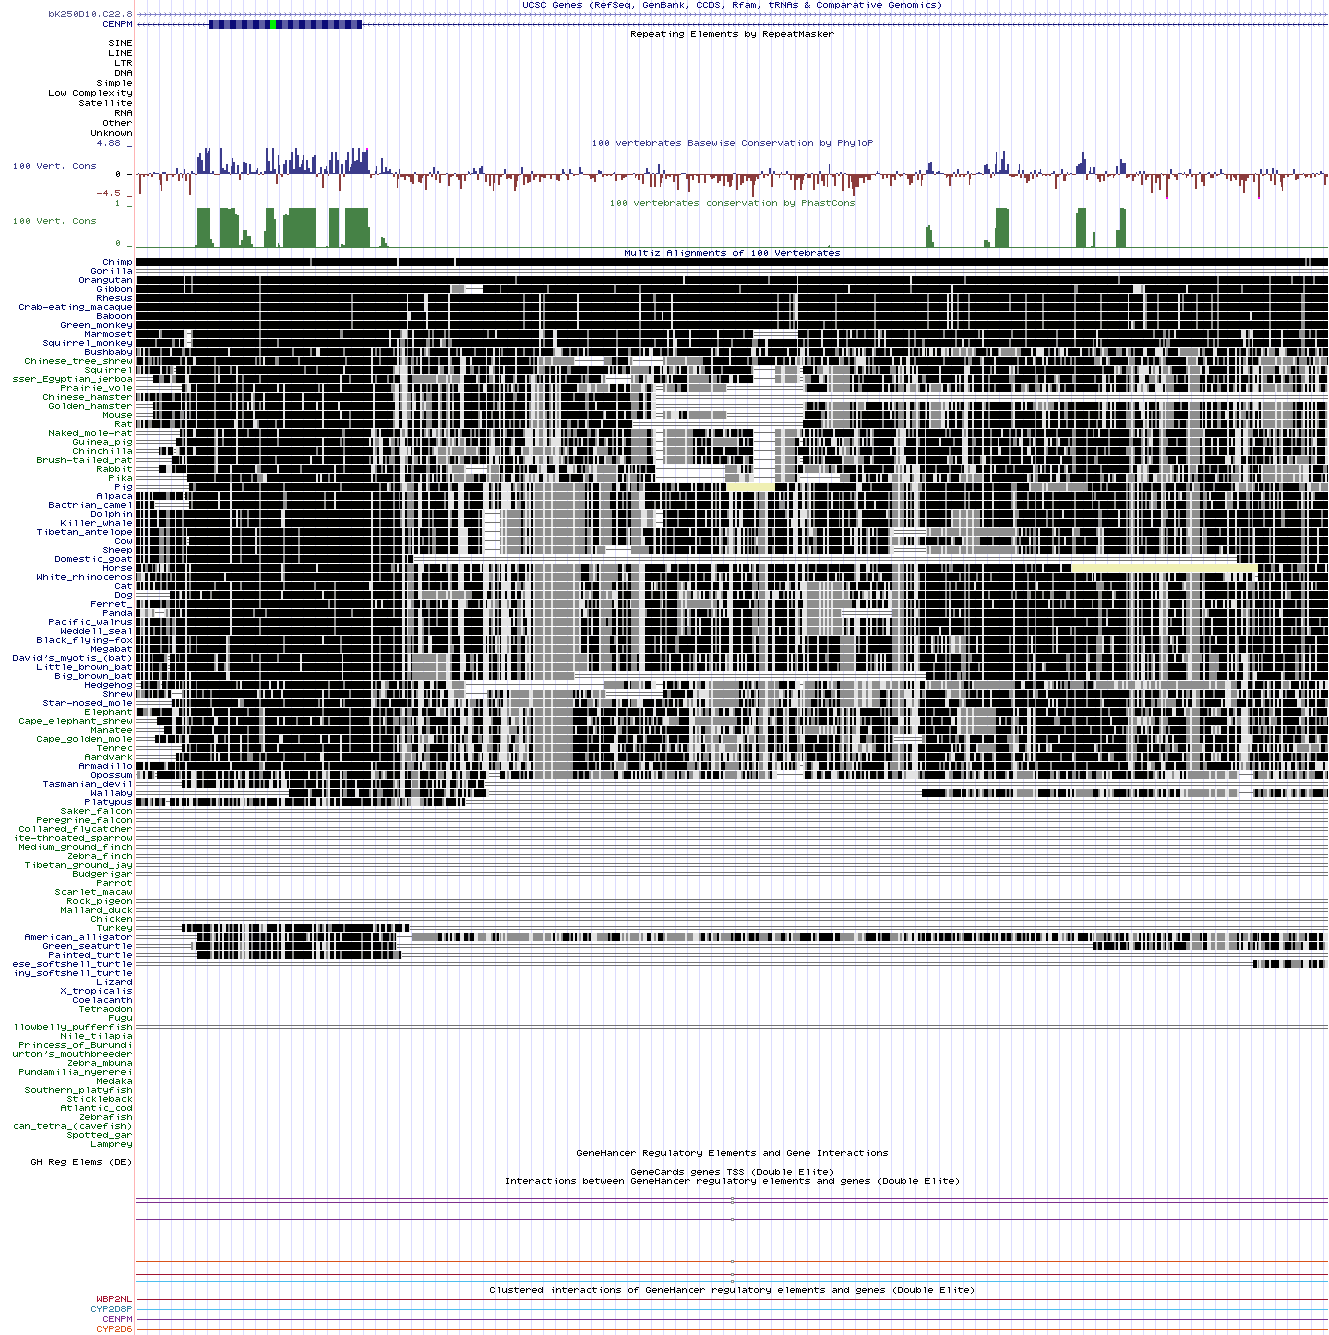 UCSC Genes (RefSeq, GenBank, CCDS, Rfam, tRNAs & Comparative Genomics)
bK250D10.C22.8
CENPM
Repeating Elements by RepeatMasker
SINE
LINE
LTR
DNA
Simple
Low Complexity
Satellite
RNA
Other
Unknown
100 vertebrates Basewise Conservation by PhyloP
4.88 _
100 Vert. Cons
0 -
-4.5 _
100 vertebrates conservation by PhastCons
1 _
100 Vert. Cons
0 _
Multiz Alignments of 100 Vertebrates
Chimp
Gorilla
Orangutan
Gibbon
Rhesus
Crab-eating_macaque
Baboon
Green_monkey
Marmoset
Squirrel_monkey
Bushbaby
Chinese_tree_shrew
Squirrel
sser_Egyptian_jerboa
Prairie_vole
Chinese_hamster
Golden_hamster
Mouse
Rat
Naked_mole-rat
Guinea_pig
Chinchilla
Brush-tailed_rat
Rabbit
Pika
Pig
Alpaca
Bactrian_camel
Dolphin
Killer_whale
Tibetan_antelope
Cow
Sheep
Domestic_goat
Horse
White_rhinoceros
Cat
Dog
Ferret_
Panda
Pacific_walrus
Weddell_seal
Black_flying-fox
Megabat
David's_myotis_(bat)
Little_brown_bat
Big_brown_bat
Hedgehog
Shrew
Star-nosed_mole
Elephant
Cape_elephant_shrew
Manatee
Cape_golden_mole
Tenrec
Aardvark
Armadillo
Opossum
Tasmanian_devil
Wallaby
Platypus
Saker_falcon
Peregrine_falcon
Collared_flycatcher
ite-throated_sparrow
Medium_ground_finch
Zebra_finch
Tibetan_ground_jay
Budgerigar
Parrot
Scarlet_macaw
Rock_pigeon
Mallard_duck
Chicken
Turkey
American_alligator
Green_seaturtle
Painted_turtle
ese_softshell_turtle
iny_softshell_turtle
Lizard
X_tropicalis
Coelacanth
Tetraodon
Fugu
llowbelly_pufferfish
Nile_tilapia
Princess_of_Burundi
urton's_mouthbreeder
Zebra_mbuna
Pundamilia_nyererei
Medaka
Southern_platyfish
Stickleback
Atlantic_cod
Zebrafish
can_tetra_(cavefish)
Spotted_gar
Lamprey
GeneHancer Regulatory Elements and Gene Interactions
GH Reg Elems (DE)
GeneCards genes TSS (Double Elite)
Interactions between GeneHancer regulatory elements and genes (Double Elite)
Clustered interactions of GeneHancer regulatory elements and genes (Double Elite)
WBP2NL
CYP2D8P
CENPM
CYP2D6